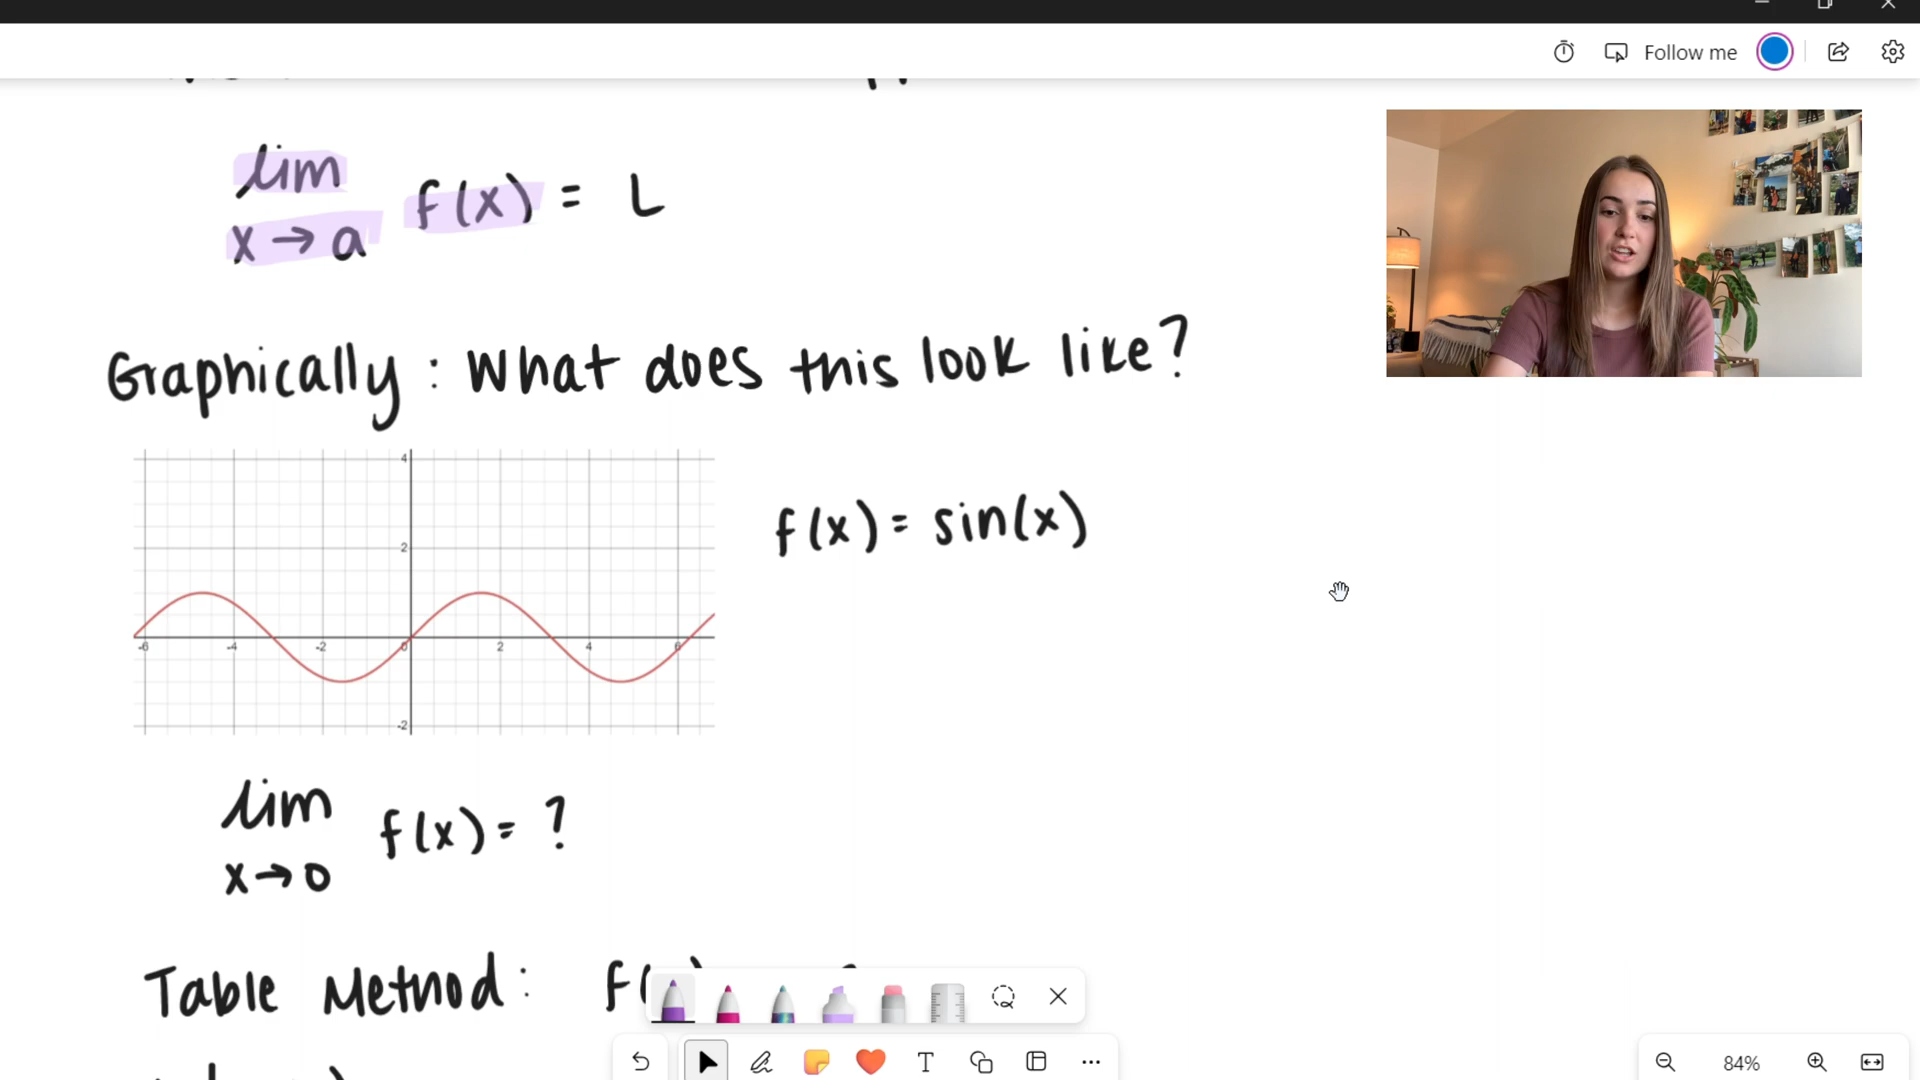 Follow me
lim f(x) = L
x → a
Graphically : What does this look like?
4
2
-6 -4 -2 0 2 4 6
-2
f(x) = sin(x)
lim f(x) = ?
x → 0
Table Method :
T
84%